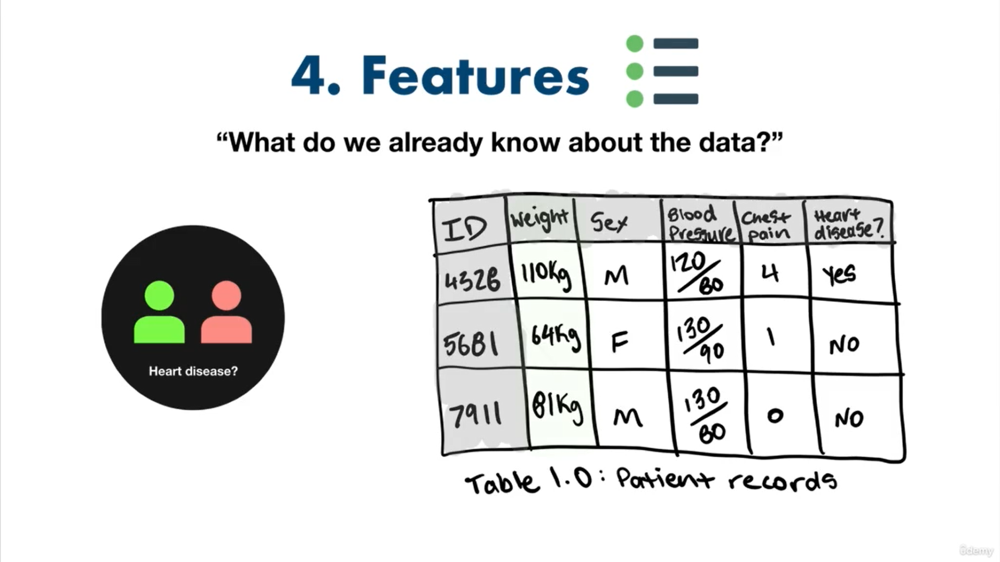 4. Features
“What do we already know about the data?”
Heart disease?
ID Weight Sex Blood Pressure Chest pain Heart disease?
4328 110Kg M 120/80 4 Yes
5681 64Kg F 130/90 1 NO
7911 81Kg M 130/80 0 NO
Table 1.0: Patient records
ûdemy